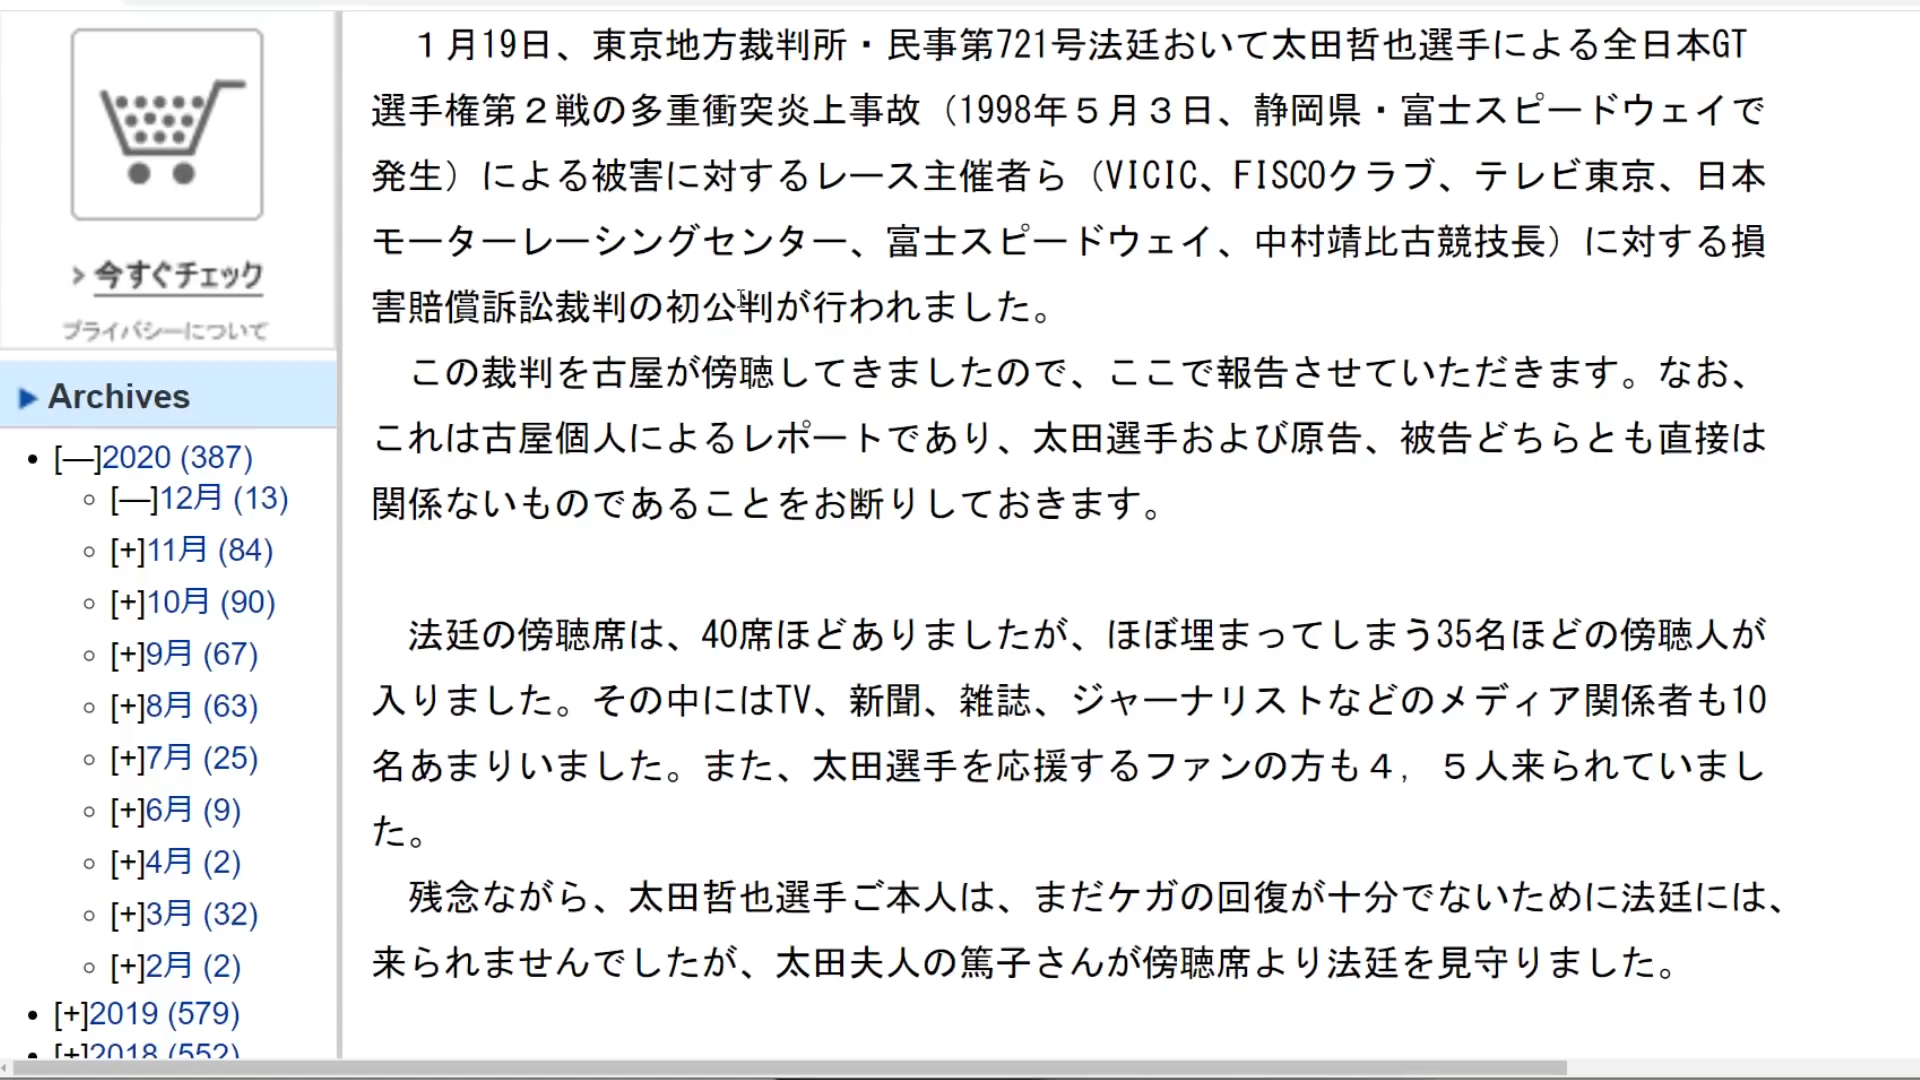 > 今すぐチェック
プライバシーについて
Archives
[—]2020 (387)
[—]12月 (13)
[+]11月 (84)
[+]10月 (90)
[+]9月 (67)
[+]8月 (63)
[+]7月 (25)
[+]6月 (9)
[+]4月 (2)
[+]3月 (32)
[+]2月 (2)
[+]2019 (579)
[+]2018 (552)
１月19日、東京地方裁判所・民事第721号法廷おいて太田哲也選手による全日本GT
選手権第２戦の多重衝突炎上事故（1998年５月３日、静岡県・富士スピードウェイで
発生）による被害に対するレース主催者ら（VICIC、FISCOクラブ、テレビ東京、日本
モーターレーシングセンター、富士スピードウェイ、中村靖比古競技長）に対する損
害賠償訴訟裁判の初公判が行われました。
この裁判を古屋が傍聴してきましたので、ここで報告させていただきます。なお、
これは古屋個人によるレポートであり、太田選手および原告、被告どちらとも直接は
関係ないものであることをお断りしておきます。
法廷の傍聴席は、40席ほどありましたが、ほぼ埋まってしまう35名ほどの傍聴人が
入りました。その中にはTV、新聞、雑誌、ジャーナリストなどのメディア関係者も10
名あまりいました。また、太田選手を応援するファンの方も４，５人来られていまし
た。
残念ながら、太田哲也選手ご本人は、まだケガの回復が十分でないために法廷には、
来られませんでしたが、太田夫人の篤子さんが傍聴席より法廷を見守りました。